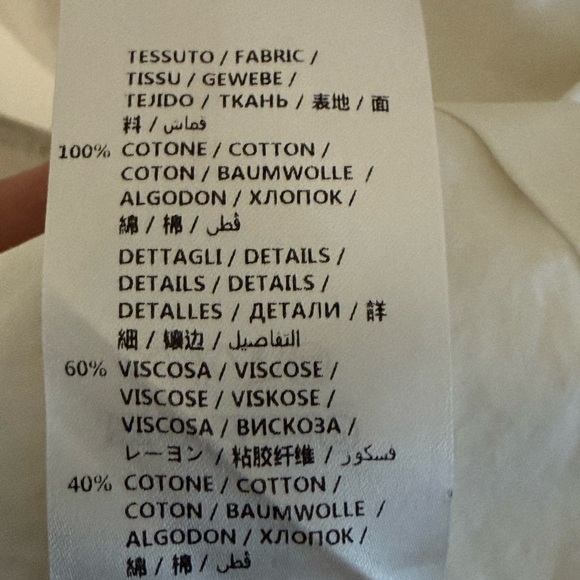 TESSUTO / FABRIC /
TISSU / GEWEBE /
TEJIDO / ТКАНЬ / 表地 / 面
料 / قماش
100% COTONE / COTTON /
COTON / BAUMWOLLE /
ALGODON / ХЛОПОК /
綿 / 棉 / قطن
DETTAGLI / DETAILS /
DETAILS / DETAILS /
DETALLES / ДЕТАЛИ / 詳
細 / 镶边 / التفاصيل
60% VISCOSA / VISCOSE /
VISCOSE / VISKOSE /
VISCOSA / ВИСКОЗА /
レーヨン / 粘胶纤维 / فسكوز
40% COTONE / COTTON /
COTON / BAUMWOLLE /
ALGODON / ХЛОПОК /
綿 / 棉 / قطن